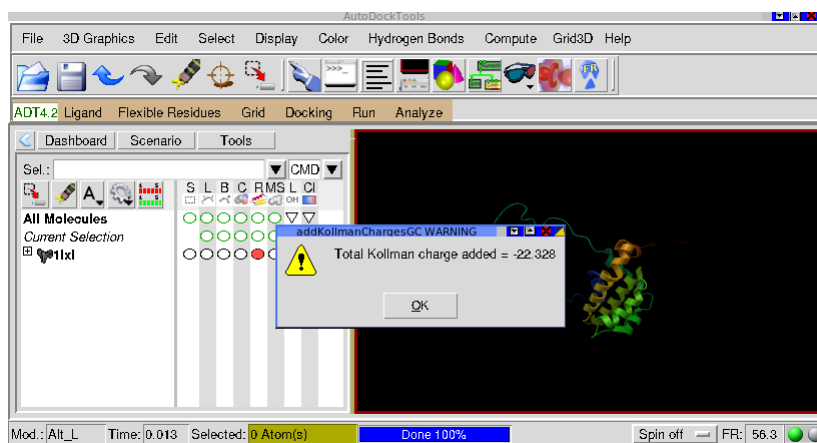 AutoDockTools
File 3D Graphics Edit Select Display Color Hydrogen Bonds Compute Grid3D Help
>>>_
FR
ADT4.2 Ligand Flexible Residues Grid Docking Run Analyze
Dashboard Scenario Tools
Sel.: CMD
A S L B C R MS L Cl
OH
All Molecules
Current Selection
1lxl
addKollmanChargesGC WARNING
Total Kollman charge added = -22.328
OK
Mod.: Alt_L Time: 0.013 Selected: 0 Atom(s) Done 100% Spin off FR: 56.3